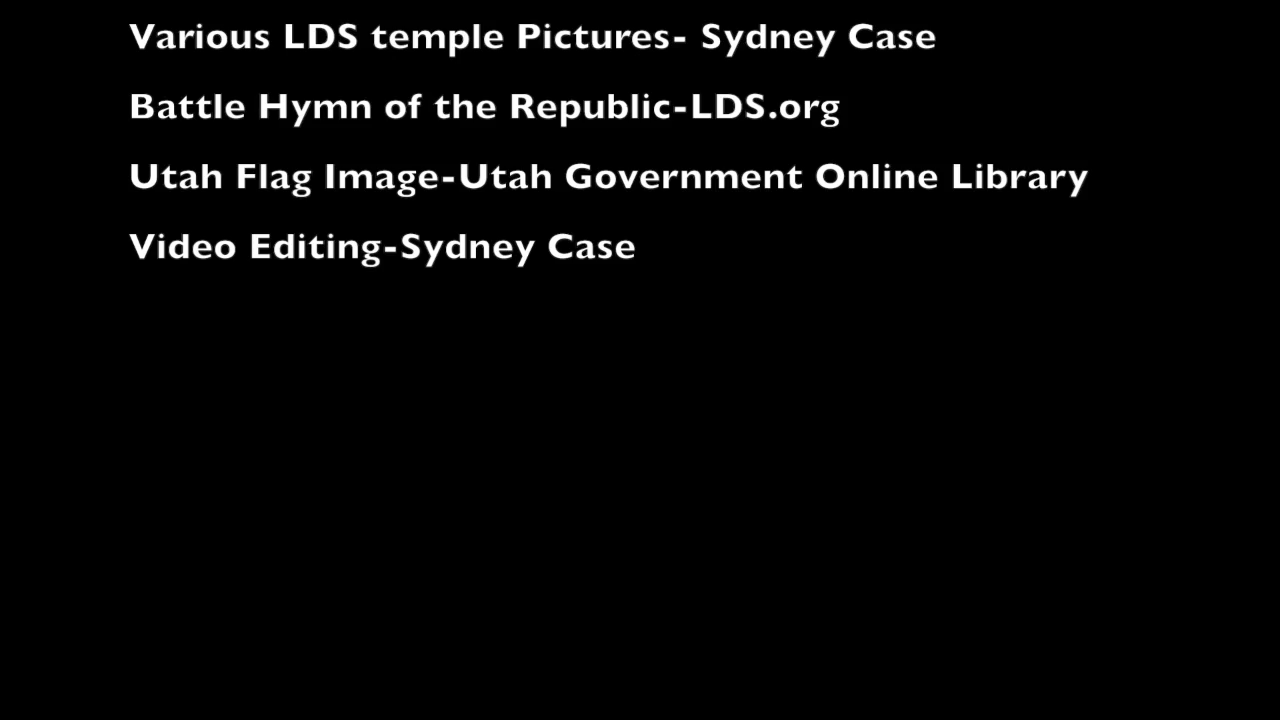 Various LDS temple Pictures- Sydney Case
Battle Hymn of the Republic-LDS.org
Utah Flag Image-Utah Government Online Library
Video Editing-Sydney Case